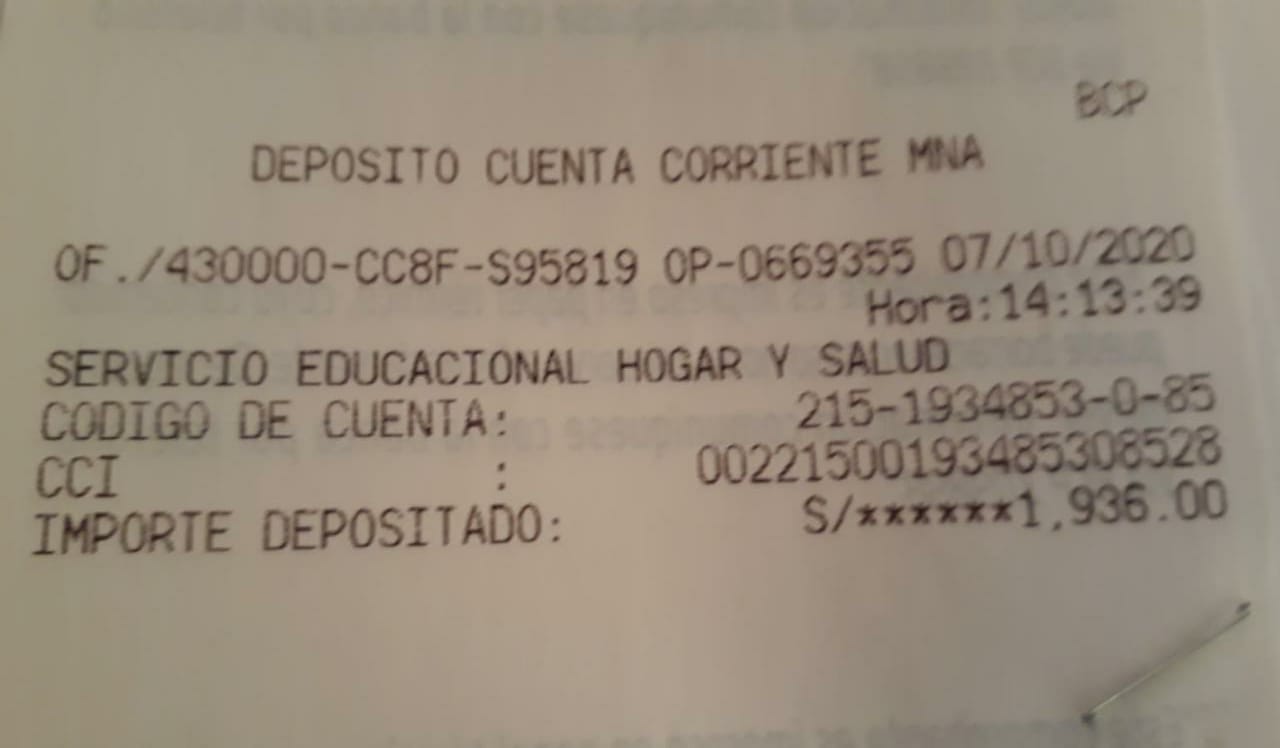 BCP
DEPOSITO CUENTA CORRIENTE MNA
OF./430000-CC8F-S95819 OP-0669355 07/10/2020
Hora:14:13:39
SERVICIO EDUCACIONAL HOGAR Y SALUD
CODIGO DE CUENTA: 215-1934853-0-85
CCI : 00221500193485308528
IMPORTE DEPOSITADO: S/******1,936.00